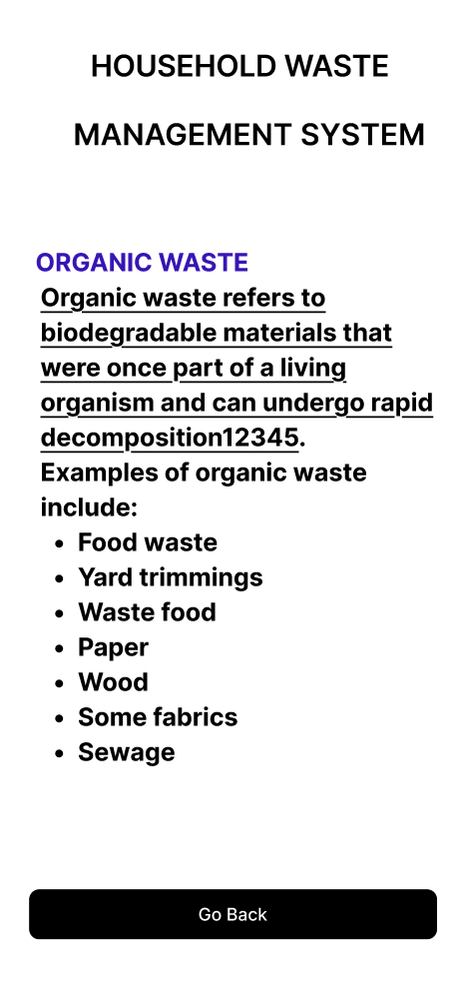 HOUSEHOLD WASTE
MANAGEMENT SYSTEM
ORGANIC WASTE
Organic waste refers to
biodegradable materials that
were once part of a living
organism and can undergo rapid
decomposition12345.
Examples of organic waste
include:
• Food waste
• Yard trimmings
• Waste food
• Paper
• Wood
• Some fabrics
• Sewage
Go Back